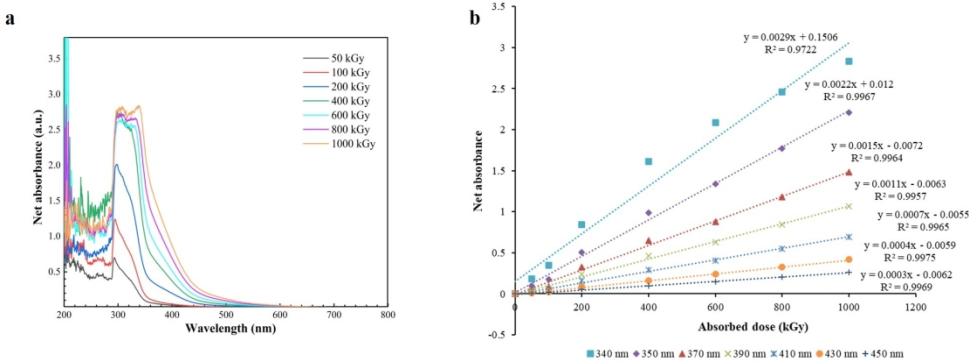 a
3.5
3.0
2.5
2.0
1.5
1.0
0.5
200
300
400
500
600
700
800
Net absorbance (a.u.)
Wavelength (nm)
50 kGy
100 kGy
200 kGy
400 kGy
600 kGy
800 kGy
1000 kGy
b
3.5
3
2.5
2
1.5
1
0.5
0
-0.5
0
200
400
600
800
1000
1200
Net absorbance
Absorbed dose (kGy)
y = 0.0029x + 0.1506
R² = 0.9722
y = 0.0022x + 0.012
R² = 0.9967
y = 0.0015x - 0.0072
R² = 0.9964
y = 0.0011x - 0.0063
R² = 0.9957
y = 0.0007x - 0.0055
R² = 0.9965
y = 0.0004x - 0.0059
R² = 0.9975
y = 0.0003x - 0.0062
R² = 0.9969
340 nm
350 nm
370 nm
390 nm
410 nm
430 nm
450 nm